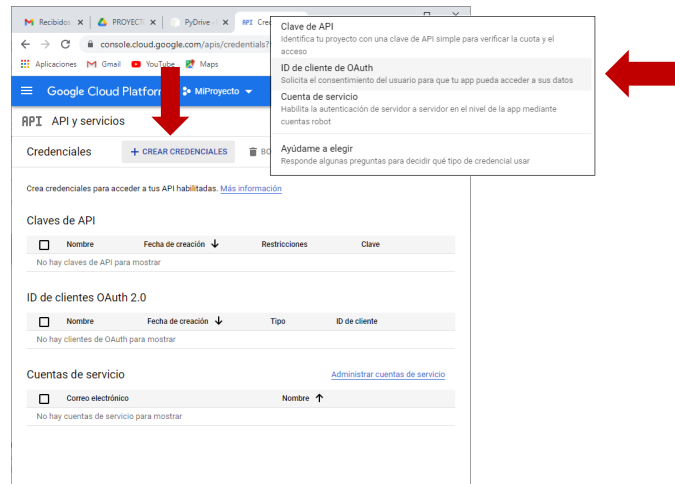 Recibidos
PROYECT
PyDrive
API Cre
console.cloud.google.com/apis/credentials?
Aplicaciones Gmail YouTube Maps
Google Cloud Platform MiProyecto
API API y servicios
Credenciales + CREAR CREDENCIALES BO
Clave de API
Identifica tu proyecto con una clave de API simple para verificar la cuota y el
acceso
ID de cliente de OAuth
Solicita el consentimiento del usuario para que tu app pueda acceder a sus datos
Cuenta de servicio
Habilita la autenticación de servidor a servidor en el nivel de la app mediante
cuentas robot
Ayúdame a elegir
Responde algunas preguntas para decidir qué tipo de credencial usar
Crea credenciales para acceder a tus API habilitadas. Más información
Claves de API
Nombre Fecha de creación Restricciones Clave
No hay claves de API para mostrar
ID de clientes OAuth 2.0
Nombre Fecha de creación Tipo ID de cliente
No hay clientes de OAuth para mostrar
Cuentas de servicio Administrar cuentas de servicio
Correo electrónico Nombre
No hay cuentas de servicio para mostrar